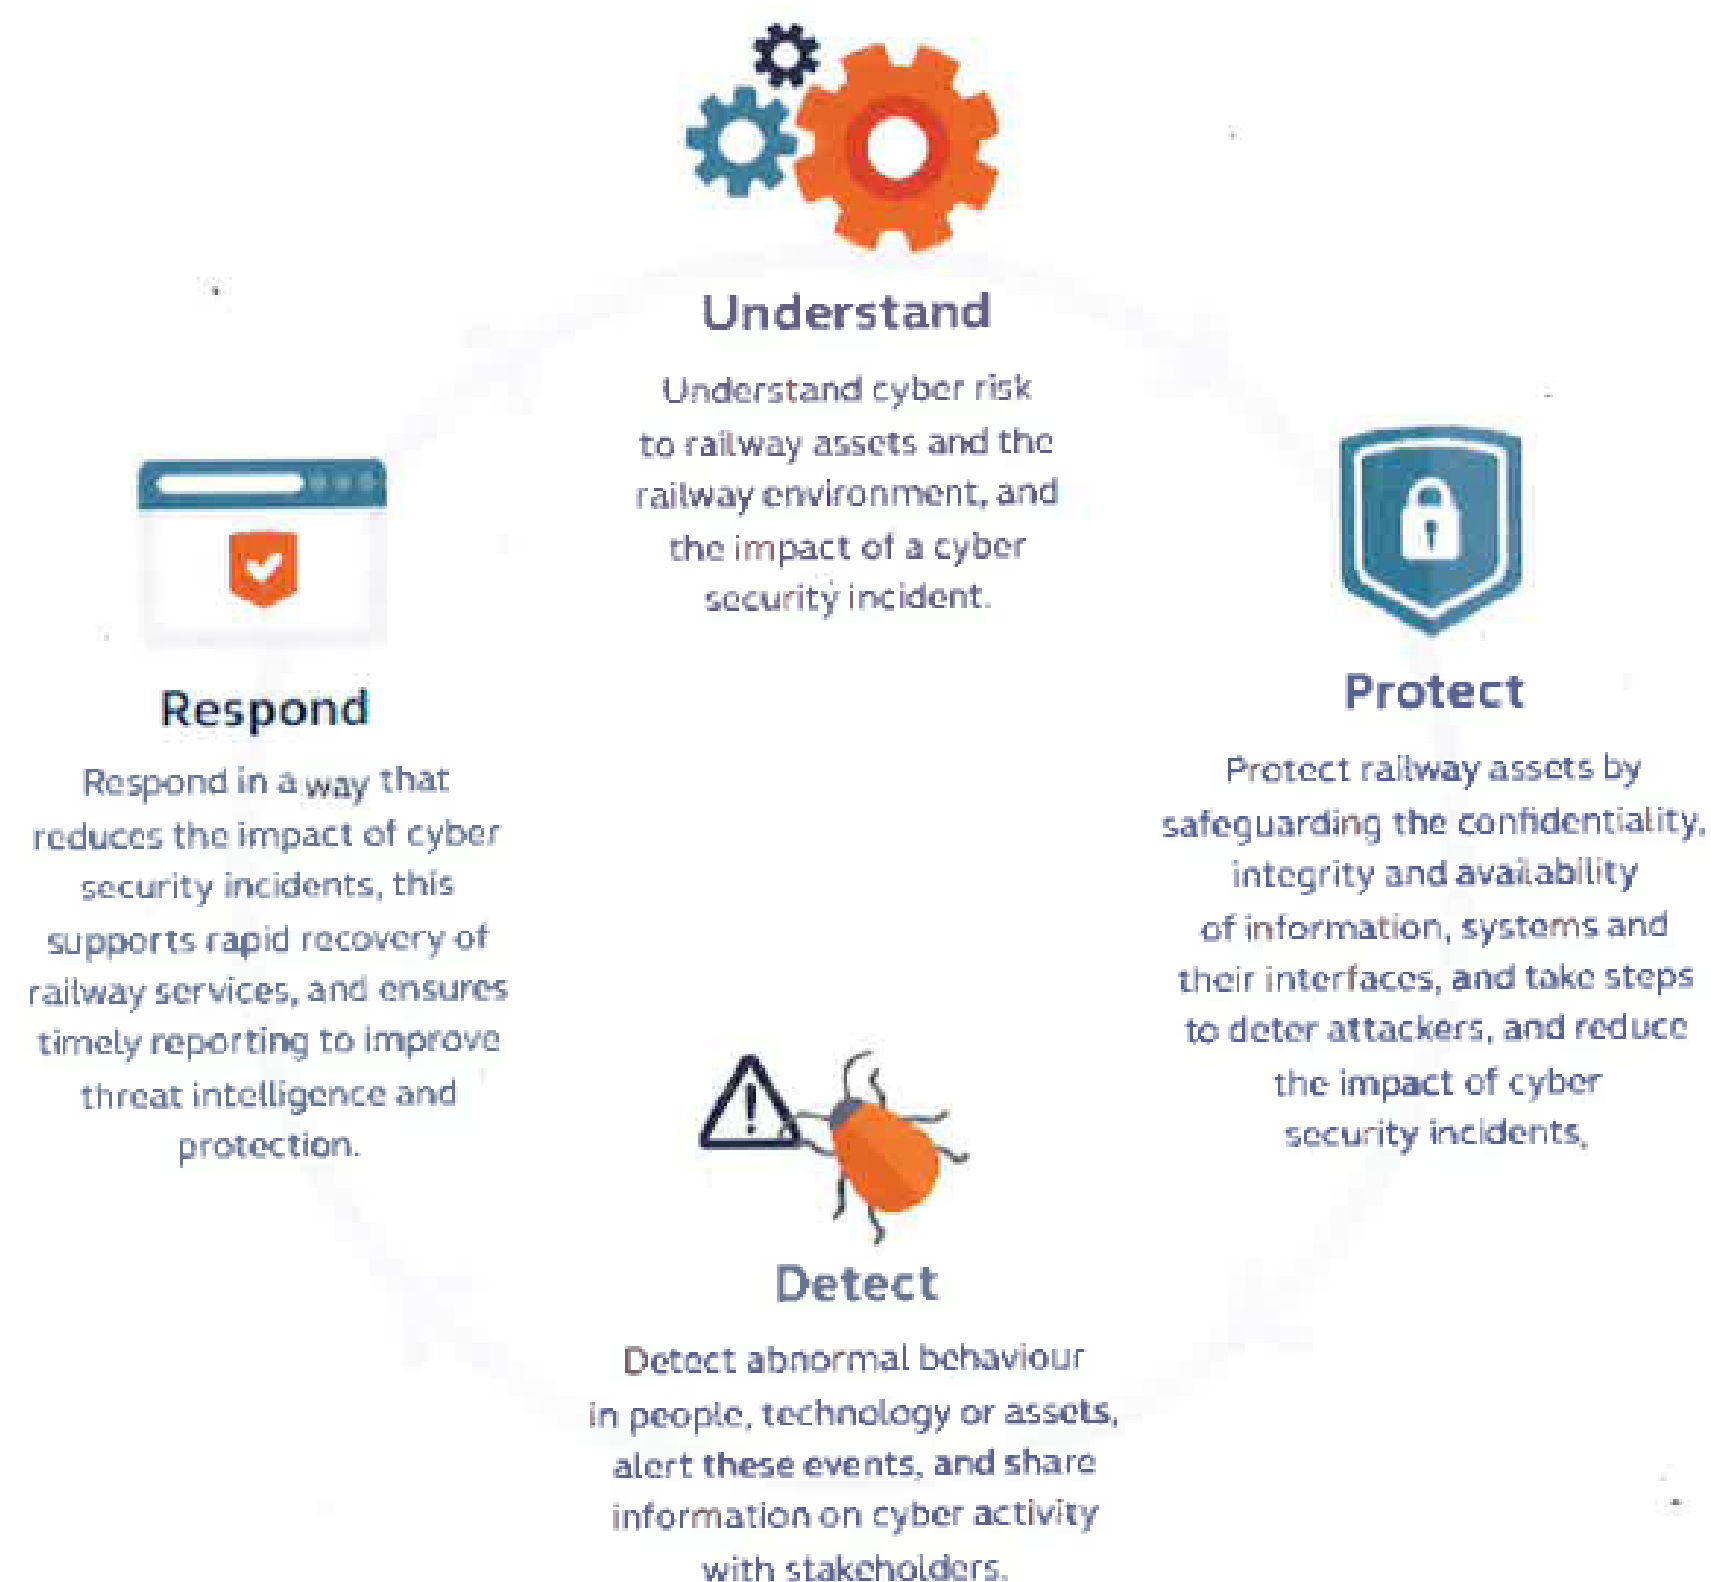 Understand
Understand cyber risk
to railway assets and the
railway environment, and
the impact of a cyber
security incident.
Protect
Protect railway assets by
safeguarding the confidentiality,
integrity and availability
of information, systems and
their interfaces, and take steps
to deter attackers, and reduce
the impact of cyber
security incidents,
Detect
Detect abnormal behaviour
in people, technology or assets,
alert these events, and share
information on cyber activity
with stakeholders.
Respond
Respond in a way that
reduces the impact of cyber
security incidents, this
supports rapid recovery of
railway services, and ensures
timely reporting to improve
threat intelligence and
protection.